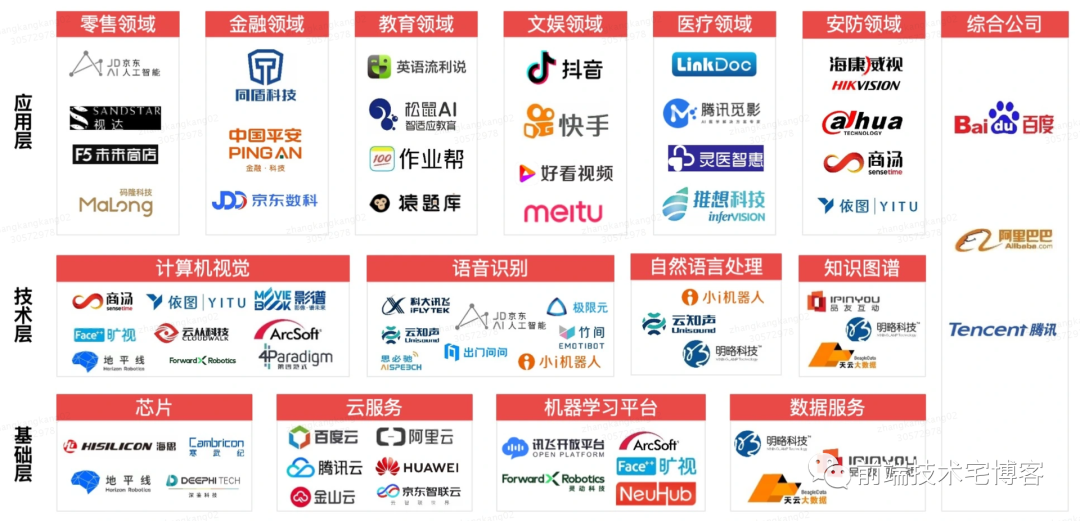 零售领域
金融领域
教育领域
文娱领域
医疗领域
安防领域
综合公司
应用层
JD京东
AI人工智能
SANDSTAR
视达
F5未来商店
码隆科技
MaLong
同盾科技
中国平安
PING AN
金融·科技
JDD 京东数科
英语流利说
松鼠AI
智适应教育
100 作业帮
猿题库
抖音
快手
好看视频
meitu
LinkDoc
腾讯觅影
灵医智惠
推想科技
inferVISION
海康威视
HIKVISION
alhua
TECHNOLOGY
商汤
sensetime
依图 | YITU
Baidu百度
阿里巴巴
Alibaba.com
Tencent 腾讯
技术层
计算机视觉
语音识别
自然语言处理
知识图谱
商汤
sensetime
依图 | YITU
MOVIE
BOOK 影谱
Face++ 旷视
云从科技
CLOUDWALK
ArcSoft
地平线
Horizon Robotics
ForwardX Robotics
4Paradigm
第四范式
科大讯飞
iFLYTEK
JD京东
AI人工智能
极限元
云知声
Unisound
竹间
EMOTIBOT
思必驰
AISPEECH
出门问问
小i机器人
小i机器人
云知声
Unisound
明略科技
IPINYOU
品友互动
明略科技
BeagleData
天云大数据
基础层
芯片
云服务
机器学习平台
数据服务
HISILICON 海思
Cambricon
寒武纪
地平线
Horizon Robotics
DEEPHI TECH
深鉴科技
百度云
阿里云
腾讯云
HUAWEI
金山云
京东智联云
讯飞开放平台
OPEN PLATFORM
ArcSoft
ForwardX Robotics
灵动科技
Face++ 旷视
NeuHub
明略科技
IPINYOU
BeagleData
天云大数据
前端技术宅博客